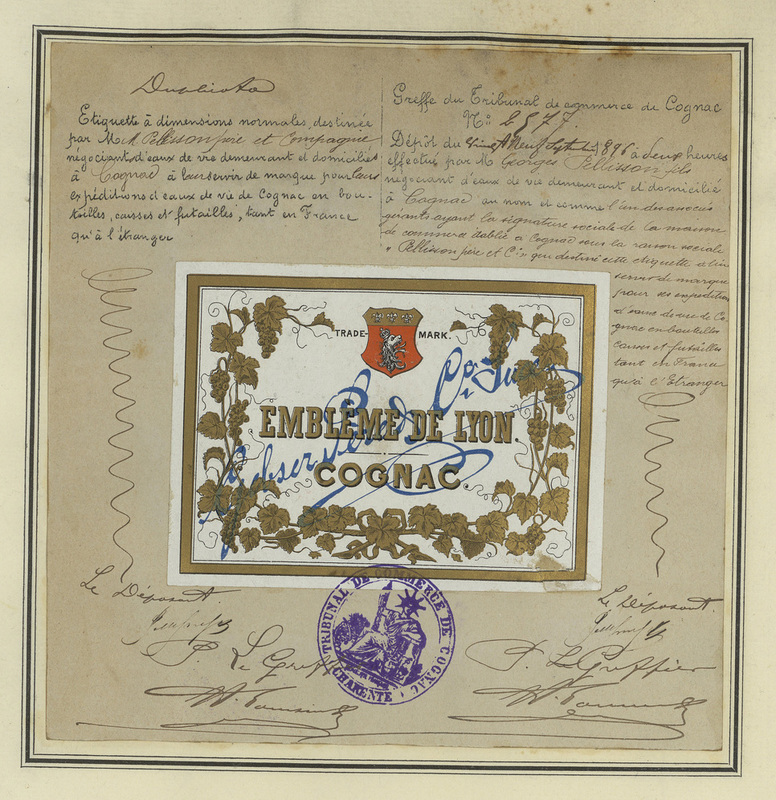 Duplicata
Etiquette à dimensions normales, destinée
par M. Pellisson père et Compagnie
négociants d'eaux de vie demeurant et domiciliés
à Cognac à leur servir de marque pour leurs
expéditions d'eaux de vie de Cognac en bou-
teilles, caisses et futailles, tant en France
qu'à l'étranger
Greffe du Tribunal de commerce de Cognac
N° 2577.
Dépôt du Neuf 1896 à deux heures
effectué par M Georges Pellisson fils
négociant d'eaux de vie demeurant et domicilié
à Cognac au nom et comme l'un des associés
gérants ayant la signature sociale de la maison
de commerce établie à Cognac sous la raison sociale
"Pellisson père et Cie" qui destine cette étiquette à lui
servir de marque
pour ses expéditions
d'eaux de vie de Co-
gnac en bouteilles
caisses et futailles
tant en France
qu'à l'Etranger
TRADE-MARK.
EMBLÈME DE LYON.
COGNAC.
Le Déposant
Le Déposant
P. Le Greffier
P. Le Greffier
TRIBUNAL DE COMMERCE DE COGNAC
(CHARENTE)